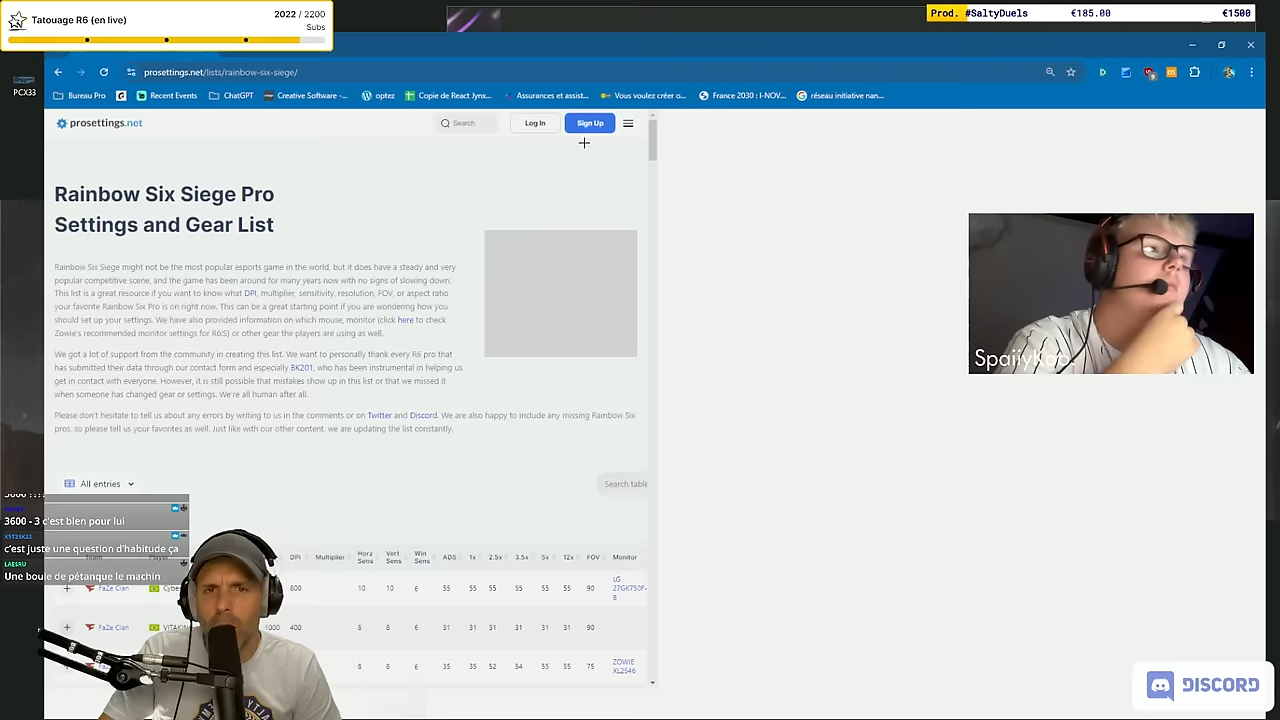 Tatouage R6 (en live)
2022 / 2200
Subs
Prod. #SaltyDuels
€185.00
€1500
PCX33
prosettings.net/lists/rainbow-six-siege/
Bureau Pro
Recent Events
ChatGPT
Creative Software -...
optez
Copie de React Jynx...
Assurances et assist...
Vous voulez créer o...
France 2030 : I-NOV...
réseau initiative nan...
prosettings.net
Search
Log In
Sign Up
Rainbow Six Siege Pro
Settings and Gear List
Rainbow Six Siege might not be the most popular esports game in the world, but it does have a steady and very
popular competitive scene, and the game has been around for many years now with no signs of slowing down.
This list is a great resource if you want to know what DPI, multiplier, sensitivity, resolution, FOV, or aspect ratio
your favorite Rainbow Six Pro is on right now. This can be a great starting point if you are wondering how you
should set up your settings. We have also provided information on which mouse, monitor (click here to check
Zowie's recommended monitor settings for R6:S) or other gear the players are using as well.
We got a lot of support from the community in creating this list. We want to personally thank every R6 pro that
has submitted their data through our contact form and especially BK201, who has been instrumental in helping us
get in contact with everyone. However, it is still possible that mistakes show up in this list or that we missed it
when someone has changed gear or settings. We're all human after all.
Please don't hesitate to tell us about any errors by writing to us in the comments or on Twitter and Discord. We are also happy to include any missing Rainbow Six
pros, so please tell us your favorites as well. Just like with our other content, we are updating the list constantly.
SpaiiyKop
All entries
Search table
3600 - 3 c'est bien pour lui
XST23K22
c'est juste une question d'habitude ça
LAESRU
Une boule de pétanque le machin
DPI Multiplier Horz Sens Vert Sens Win Sens ADS 1x 2.5x 3.5x 5x 12x FOV Monitor
FaZe Clan Cyber 800 10 10 6 55 55 55 55 55 55 90 LG 27GK750F-B
FaZe Clan VITAKIN 1000 400 8 8 6 31 31 31 31 31 31 90
8 8 6 35 35 52 54 55 55 75 ZOWIE XL2546
DISCORD